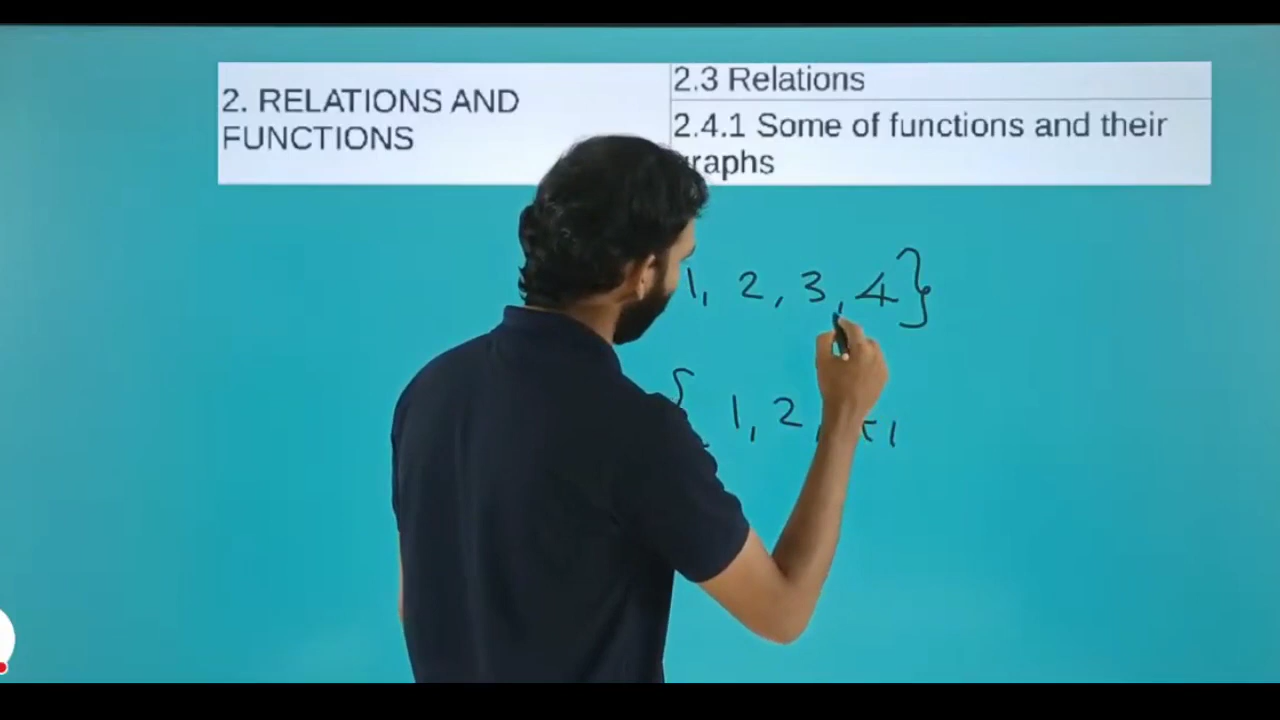 2. RELATIONS AND
FUNCTIONS
2.3 Relations
2.4.1 Some of functions and their
graphs
1, 2, 3, 4}
{ 1, 2,